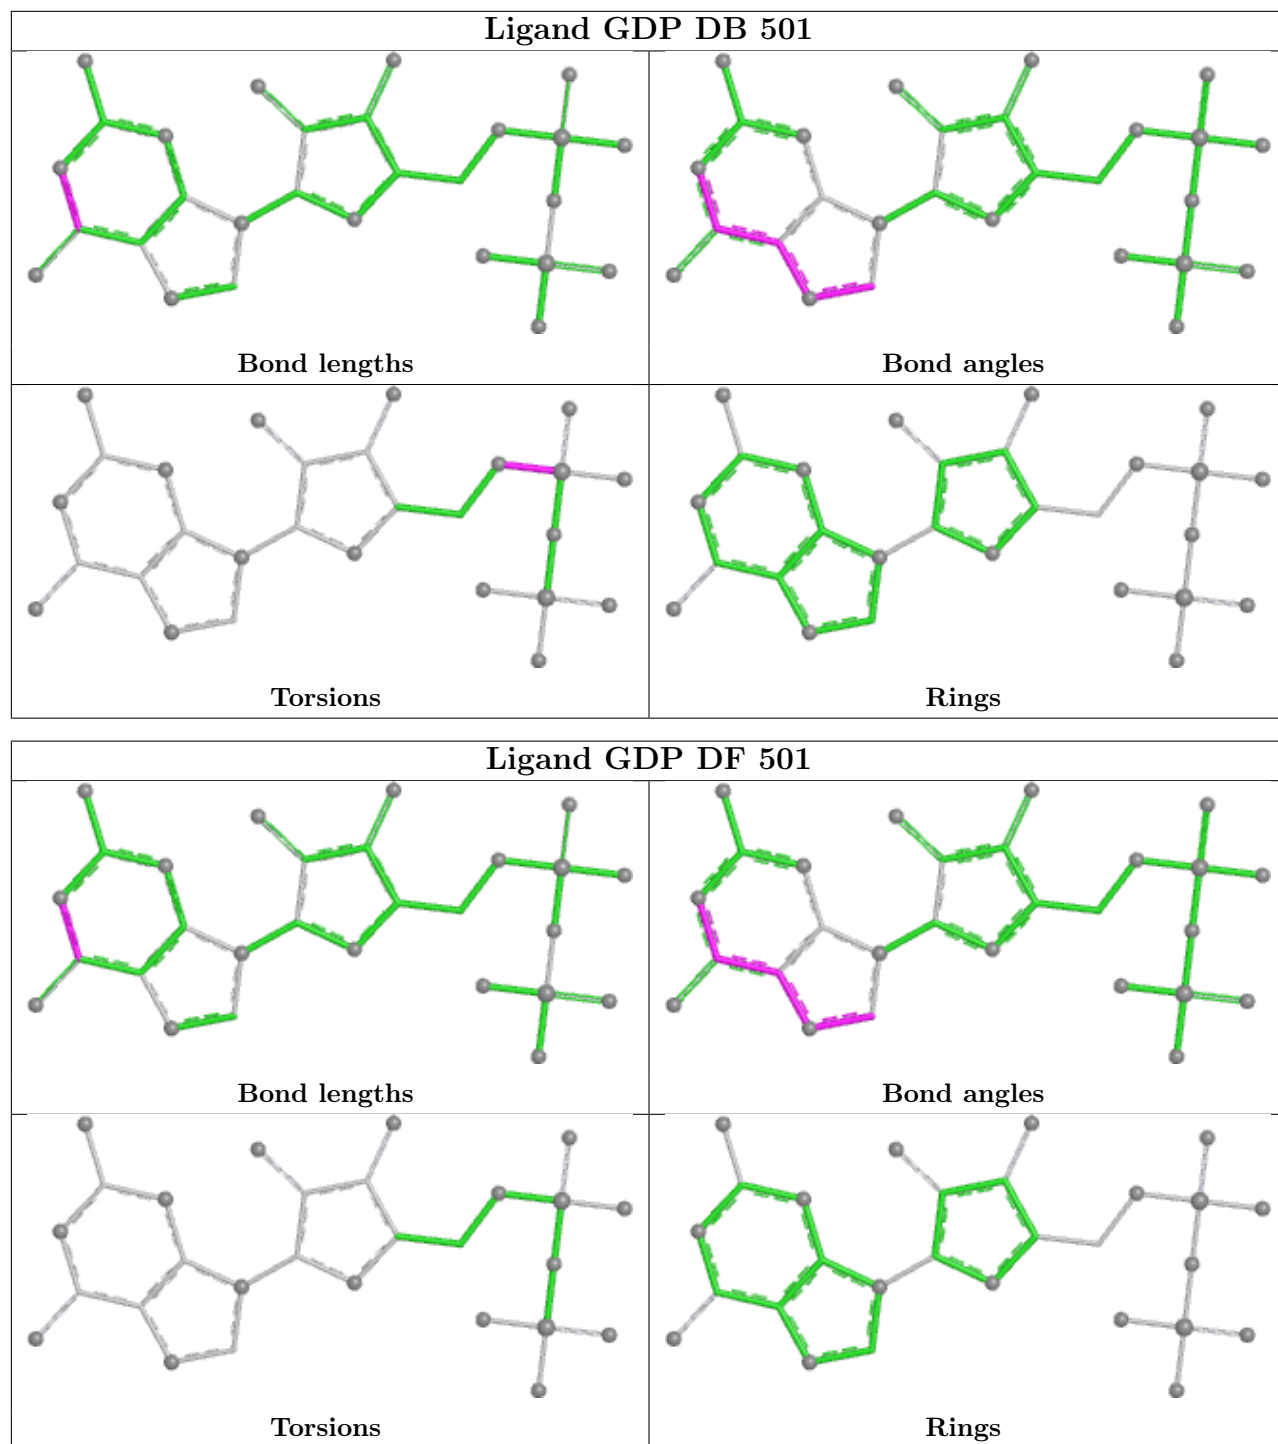 Ligand GDP DB 501
Bond lengths
Bond angles
Torsions
Rings
Ligand GDP DF 501
Bond lengths
Bond angles
Torsions
Rings